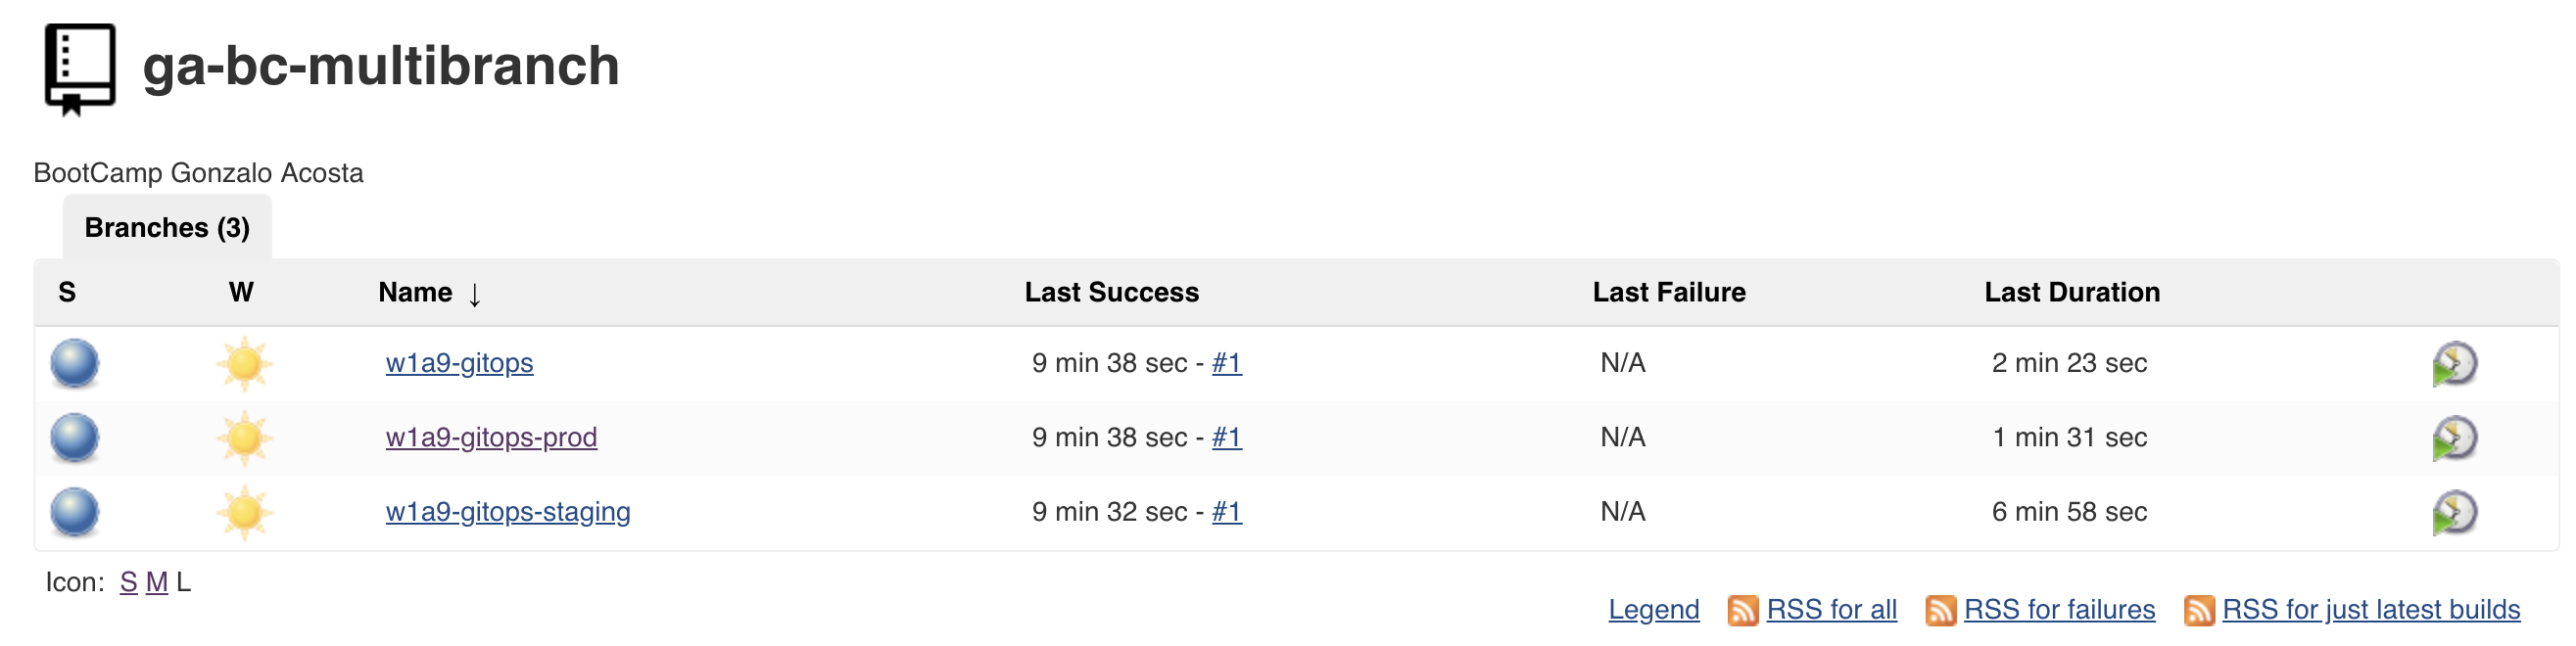 ga-bc-multibranch
BootCamp Gonzalo Acosta
Branches (3)
S W Name ↓ Last Success Last Failure Last Duration
w1a9-gitops 9 min 38 sec - #1 N/A 2 min 23 sec
w1a9-gitops-prod 9 min 38 sec - #1 N/A 1 min 31 sec
w1a9-gitops-staging 9 min 32 sec - #1 N/A 6 min 58 sec
Icon: S M L
Legend RSS for all RSS for failures RSS for just latest builds